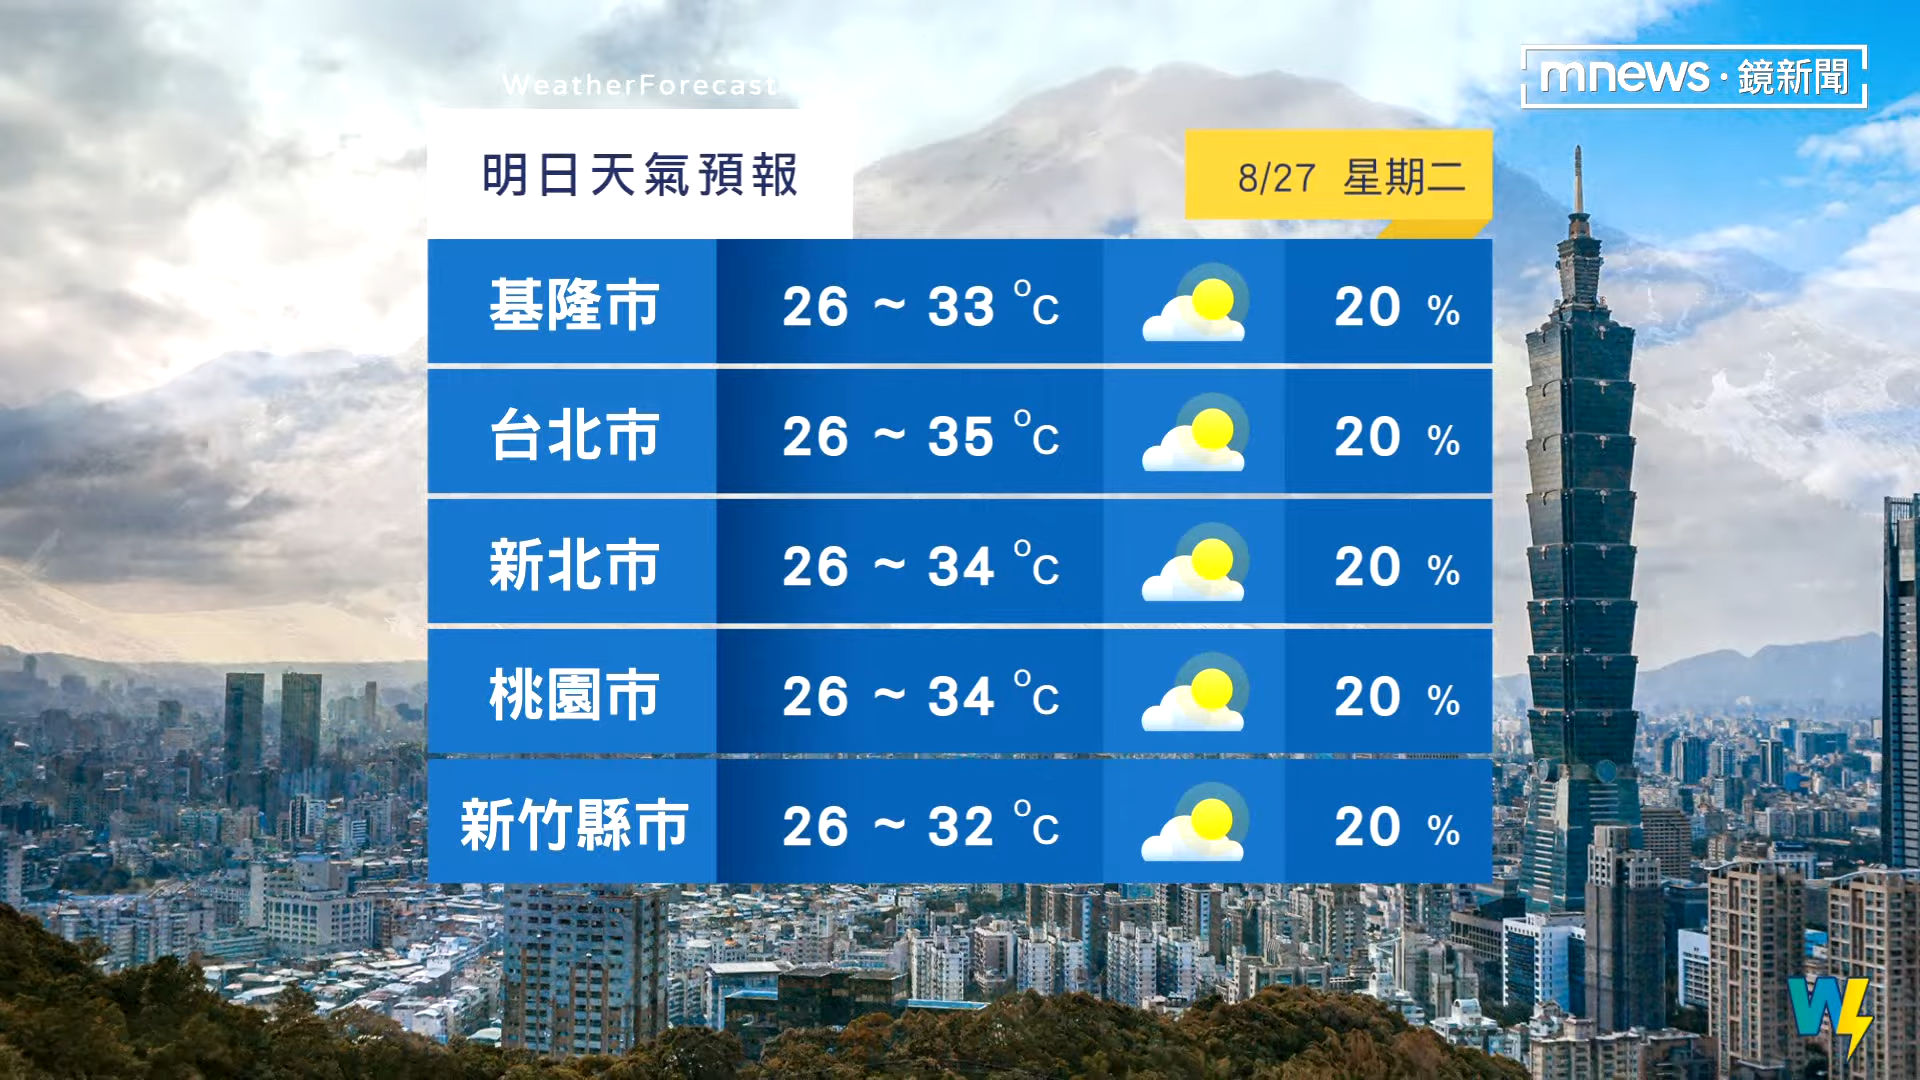 WeatherForecast
mnews·鏡新聞
明日天氣預報
8/27 星期二
基隆市 26 ~ 33 °C 20 %
台北市 26 ~ 35 °C 20 %
新北市 26 ~ 34 °C 20 %
桃園市 26 ~ 34 °C 20 %
新竹縣市 26 ~ 32 °C 20 %
W